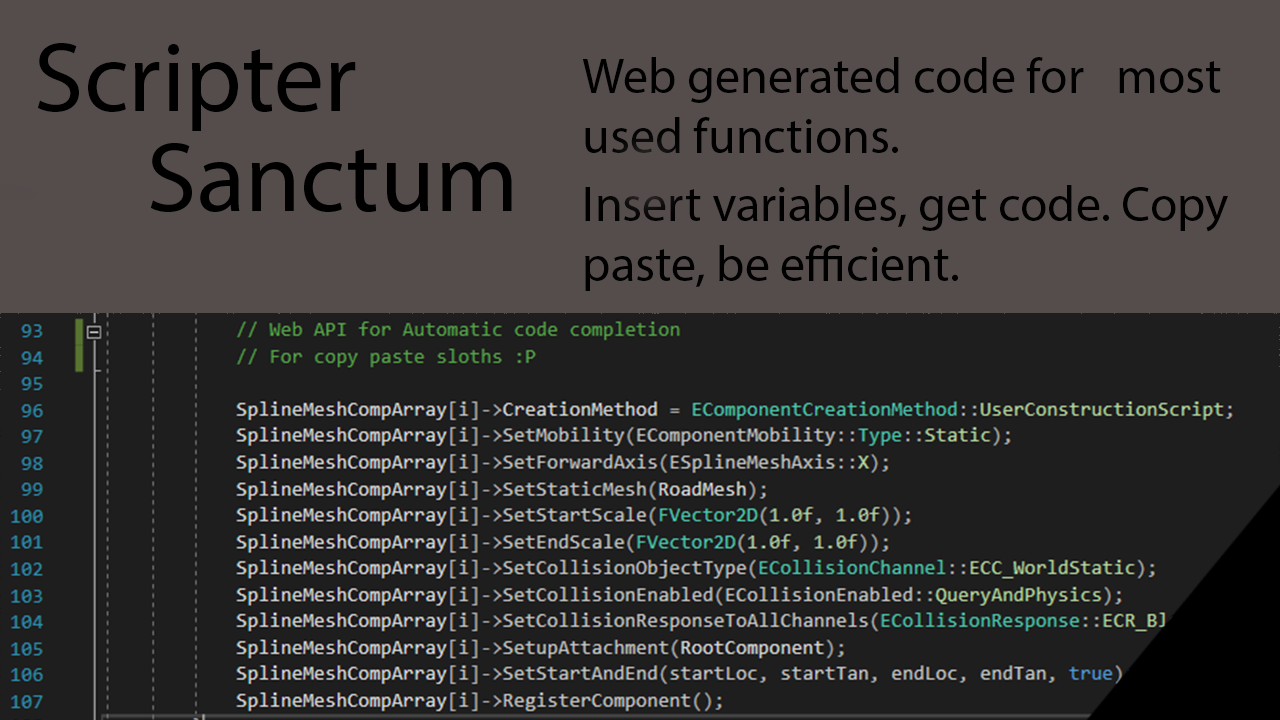 Scripter
Sanctum
Web generated code for most
used functions.
Insert variables, get code. Copy
paste, be efficient.
93 // Web API for Automatic code completion
94 // For copy paste sloths :P
95
96 SplineMeshCompArray[i]->CreationMethod = EComponentCreationMethod::UserConstructionScript;
97 SplineMeshCompArray[i]->SetMobility(EComponentMobility::Type::Static);
98 SplineMeshCompArray[i]->SetForwardAxis(ESplineMeshAxis::X);
99 SplineMeshCompArray[i]->SetStaticMesh(RoadMesh);
100 SplineMeshCompArray[i]->SetStartScale(FVector2D(1.0f, 1.0f));
101 SplineMeshCompArray[i]->SetEndScale(FVector2D(1.0f, 1.0f));
102 SplineMeshCompArray[i]->SetCollisionObjectType(ECollisionChannel::ECC_WorldStatic);
103 SplineMeshCompArray[i]->SetCollisionEnabled(ECollisionEnabled::QueryAndPhysics);
104 SplineMeshCompArray[i]->SetCollisionResponseToAllChannels(ECollisionResponse::ECR_Bl
105 SplineMeshCompArray[i]->SetupAttachment(RootComponent);
106 SplineMeshCompArray[i]->SetStartAndEnd(startLoc, startTan, endLoc, endTan, true)
107 SplineMeshCompArray[i]->RegisterComponent();